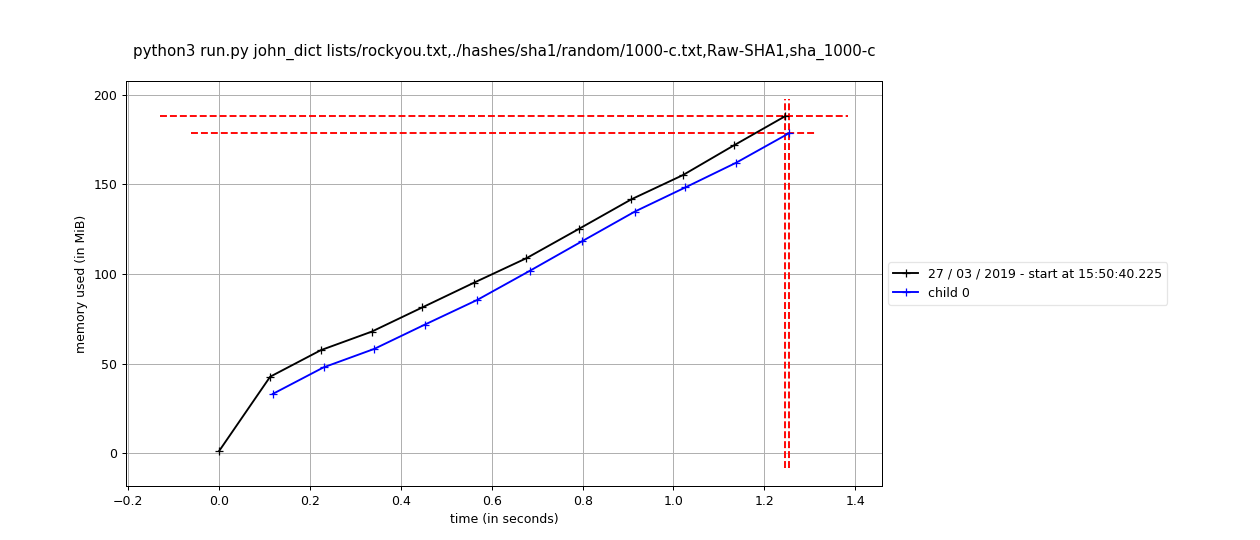 python3 run.py john_dict lists/rockyou.txt,./hashes/sha1/random/1000-c.txt,Raw-SHA1,sha_1000-c
200
150
100
50
0
memory used (in MiB)
−0.2 0.0 0.2 0.4 0.6 0.8 1.0 1.2 1.4
time (in seconds)
27 / 03 / 2019 - start at 15:50:40.225
child 0